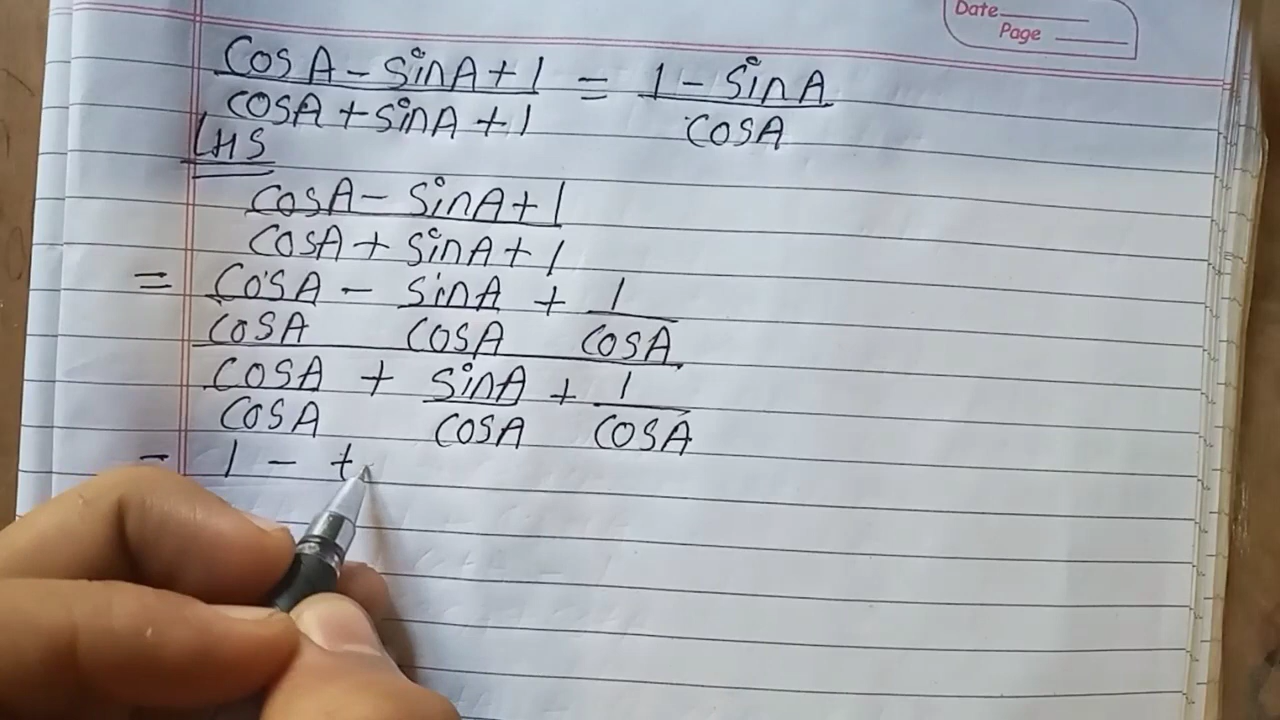 Date
Page
cosA - sinA + 1 = 1 - sinA
cosA + sinA + 1 cosA
LHS
cosA - sinA + 1
cosA + sinA + 1
= cosA - sinA + 1
cosA cosA cosA
cosA + sinA + 1
cosA cosA cosA
= 1 - t